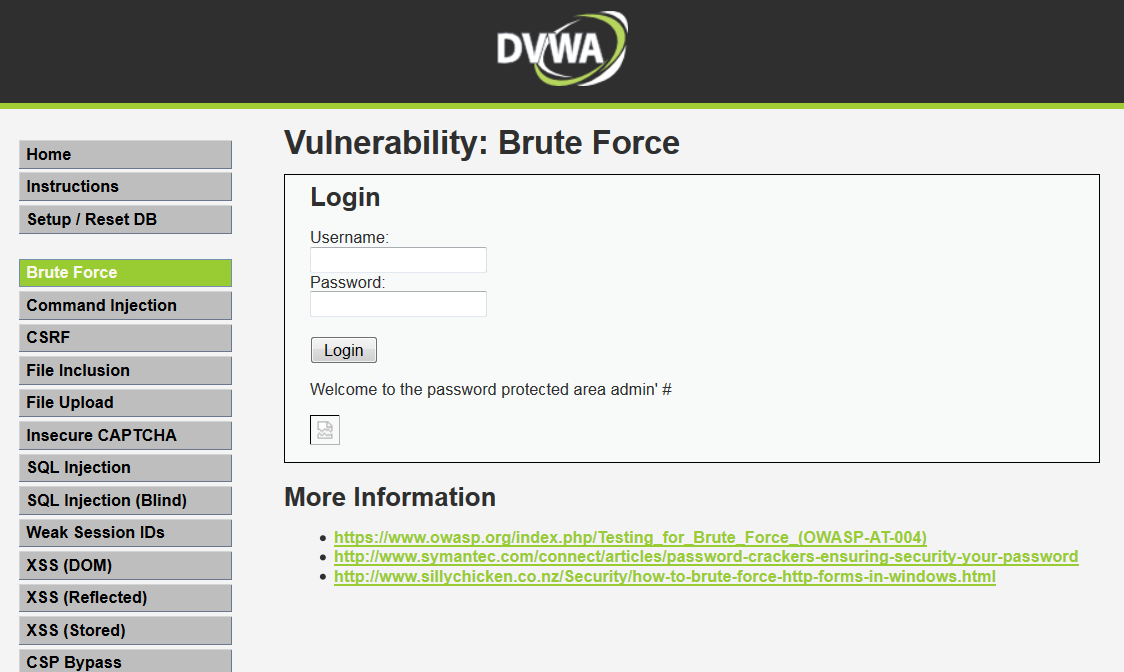 DVWA
Home
Instructions
Setup / Reset DB
Brute Force
Command Injection
CSRF
File Inclusion
File Upload
Insecure CAPTCHA
SQL Injection
SQL Injection (Blind)
Weak Session IDs
XSS (DOM)
XSS (Reflected)
XSS (Stored)
CSP Bypass
Vulnerability: Brute Force
Login
Username:
Password:
Login
Welcome to the password protected area admin' #
More Information
https://www.owasp.org/index.php/Testing_for_Brute_Force_(OWASP-AT-004)
http://www.symantec.com/connect/articles/password-crackers-ensuring-security-your-password
http://www.sillychicken.co.nz/Security/how-to-brute-force-http-forms-in-windows.html